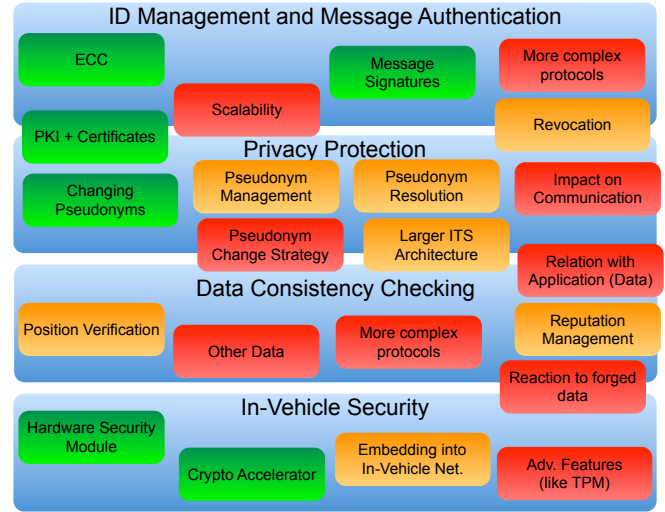 ID Management and Message Authentication
ECC
Message
Signatures
More complex
protocols
Scalability
PKI + Certificates
Revocation
Privacy Protection
Changing
Pseudonyms
Pseudonym
Management
Pseudonym
Resolution
Impact on
Communication
Pseudonym
Change Strategy
Larger ITS
Architecture
Relation with
Application (Data)
Data Consistency Checking
Position Verification
Other Data
More complex
protocols
Reputation
Management
Reaction to forged
data
In-Vehicle Security
Hardware Security
Module
Crypto Accelerator
Embedding into
In-Vehicle Net.
Adv. Features
(like TPM)